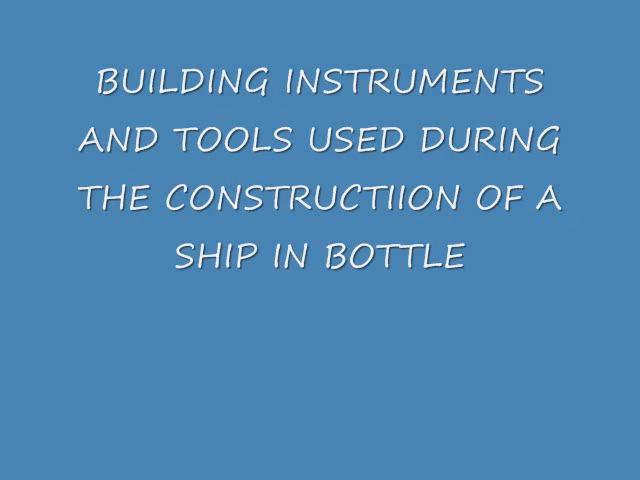 BUILDING INSTRUMENTS
AND TOOLS USED DURING
THE CONSTRUCTIION OF A
SHIP IN BOTTLE